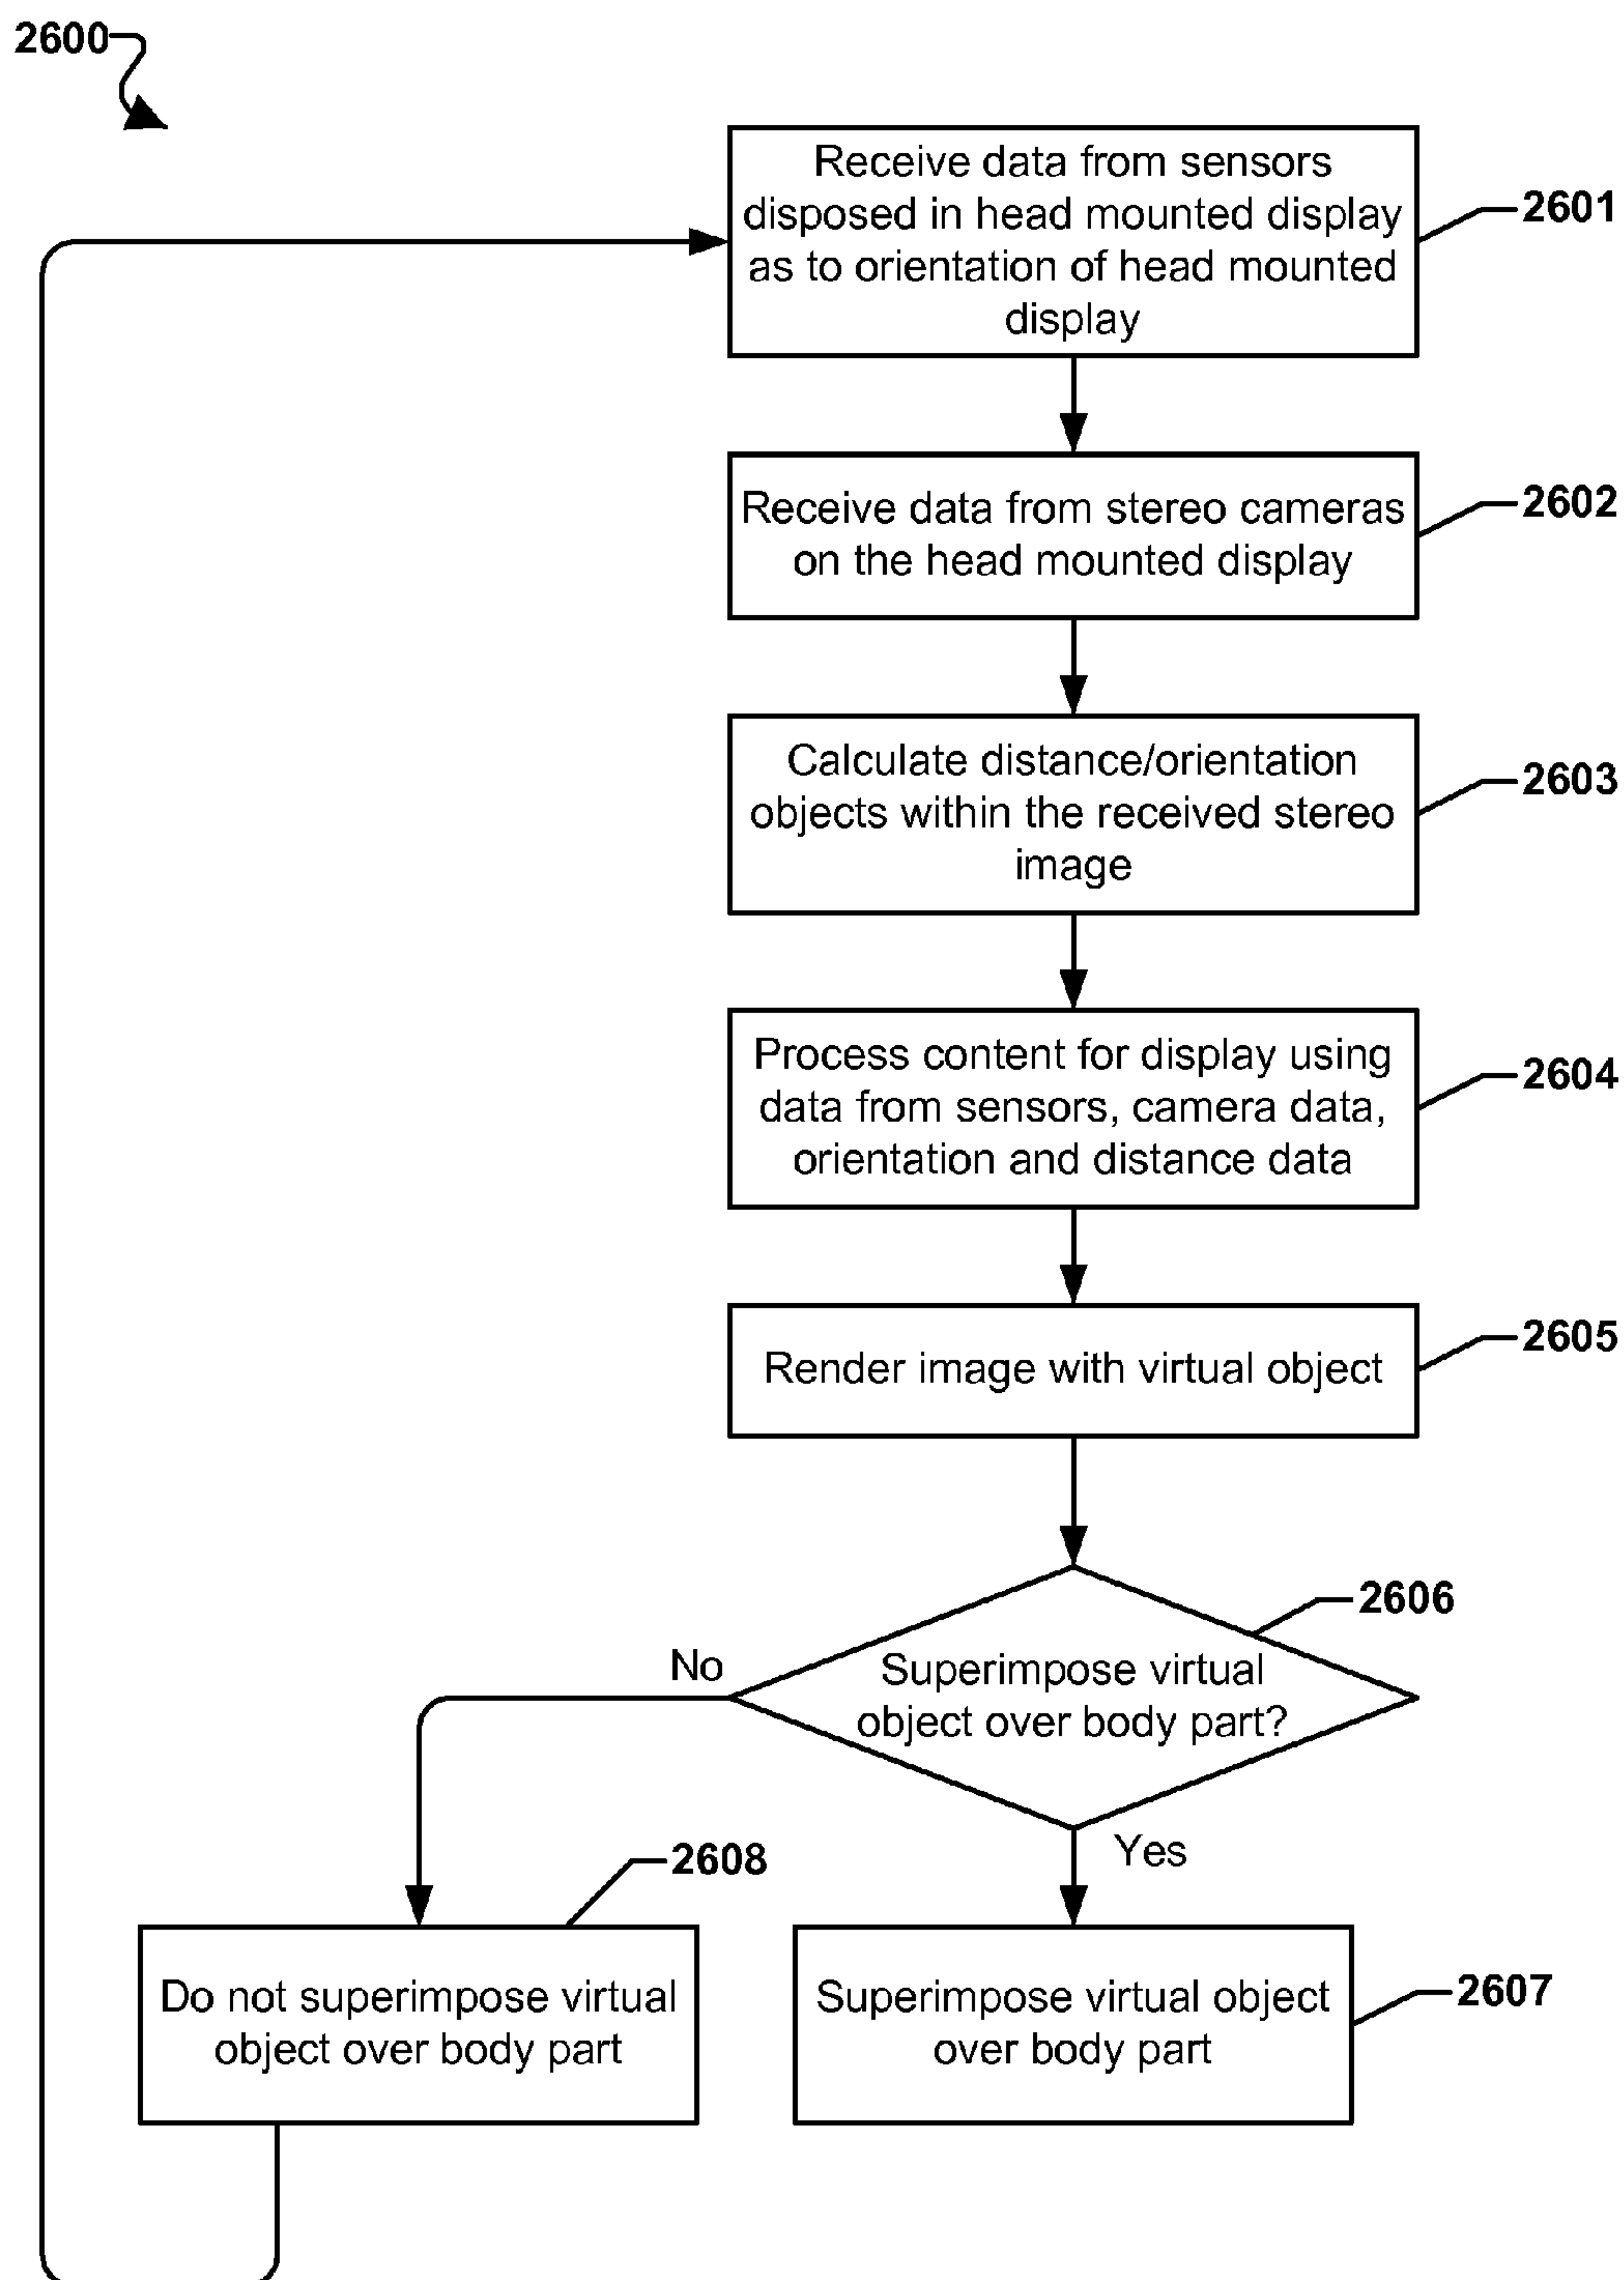 2600
Receive data from sensors
disposed in head mounted display
as to orientation of head mounted
display
2601
Receive data from stereo cameras
on the head mounted display
2602
Calculate distance/orientation
objects within the received stereo
image
2603
Process content for display using
data from sensors, camera data,
orientation and distance data
2604
Render image with virtual object
2605
2606
Superimpose virtual
object over body part?
No
Yes
2608
Do not superimpose virtual
object over body part
Superimpose virtual object
over body part
2607